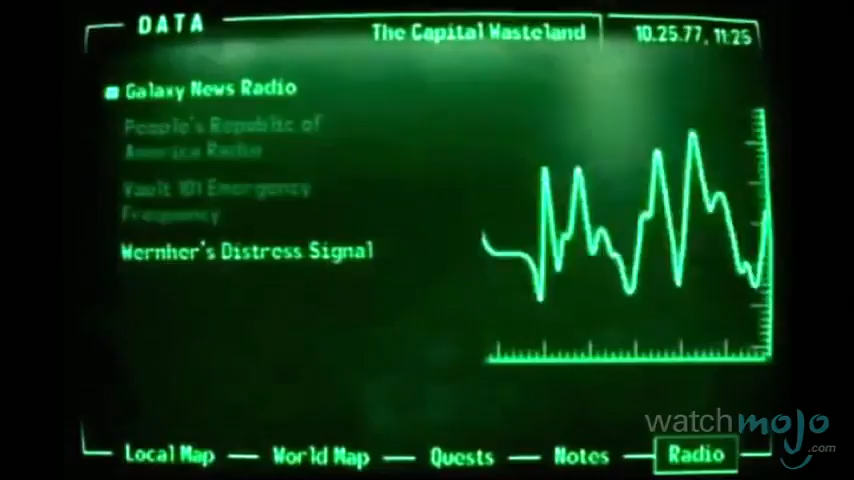 DATA
The Capital Wasteland
10.25.77, 11:25
Galaxy News Radio
People's Republic of
America Radio
Vault 101 Emergency
Frequency
Wernher's Distress Signal
Local Map
World Map
Quests
Notes
Radio
watchmojo
.com